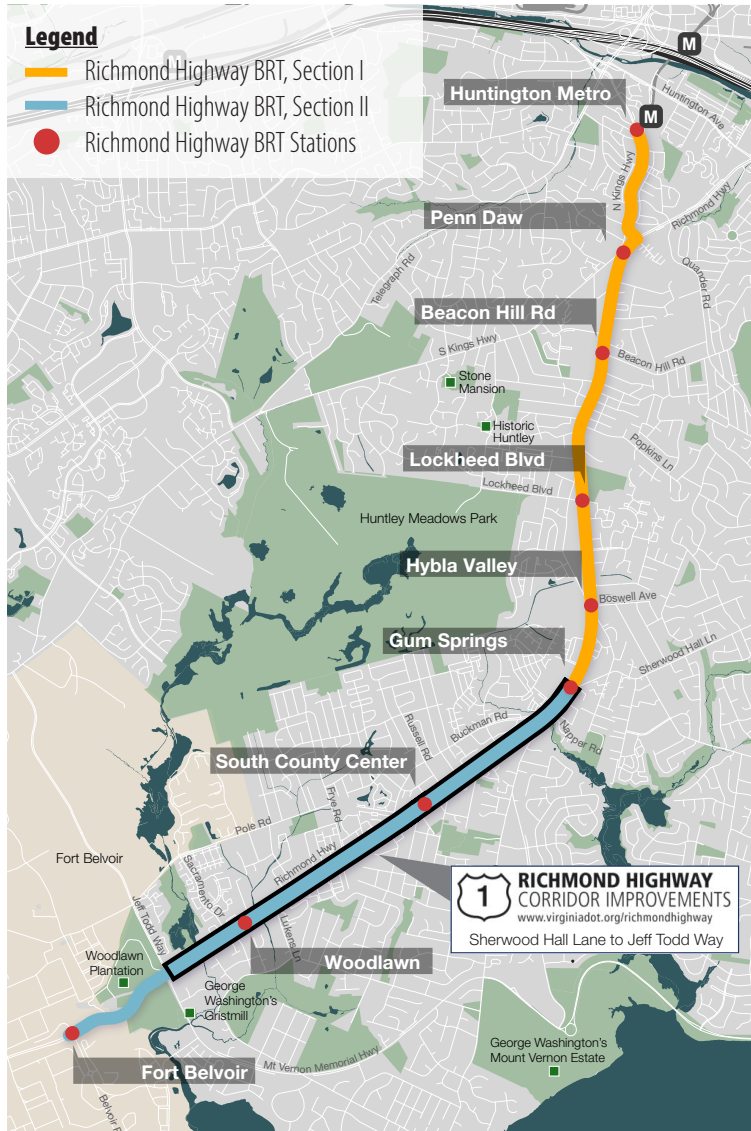 Legend
Richmond Highway BRT, Section I
Richmond Highway BRT, Section II
Richmond Highway BRT Stations
M
M
M
Huntington Metro
Huntington Ave
N Kings Hwy
Richmond Hwy
Penn Daw
Quander Rd
Telegraph Rd
Beacon Hill Rd
S Kings Hwy
Beacon Hill Rd
Stone
Mansion
Historic
Huntley
Popkins Ln
Lockheed Blvd
Lockheed Blvd
Huntley Meadows Park
Hybla Valley
Boswell Ave
Gum Springs
Sherwood Hall Ln
Buckman Rd
Russell Rd
Napper Rd
South County Center
Frye Rd
Pole Rd
Richmond Hwy
Fort Belvoir
Sacramento Dr
Jeff Todd Way
Lukens Ln
1
RICHMOND HIGHWAY
CORRIDOR IMPROVEMENTS
www.virginiadot.org/richmondhighway
Sherwood Hall Lane to Jeff Todd Way
Woodlawn
Woodlawn
Plantation
George
Washington's
Gristmill
Mt Vernon Memorial Hwy
George Washington's
Mount Vernon Estate
Fort Belvoir
Belvoir